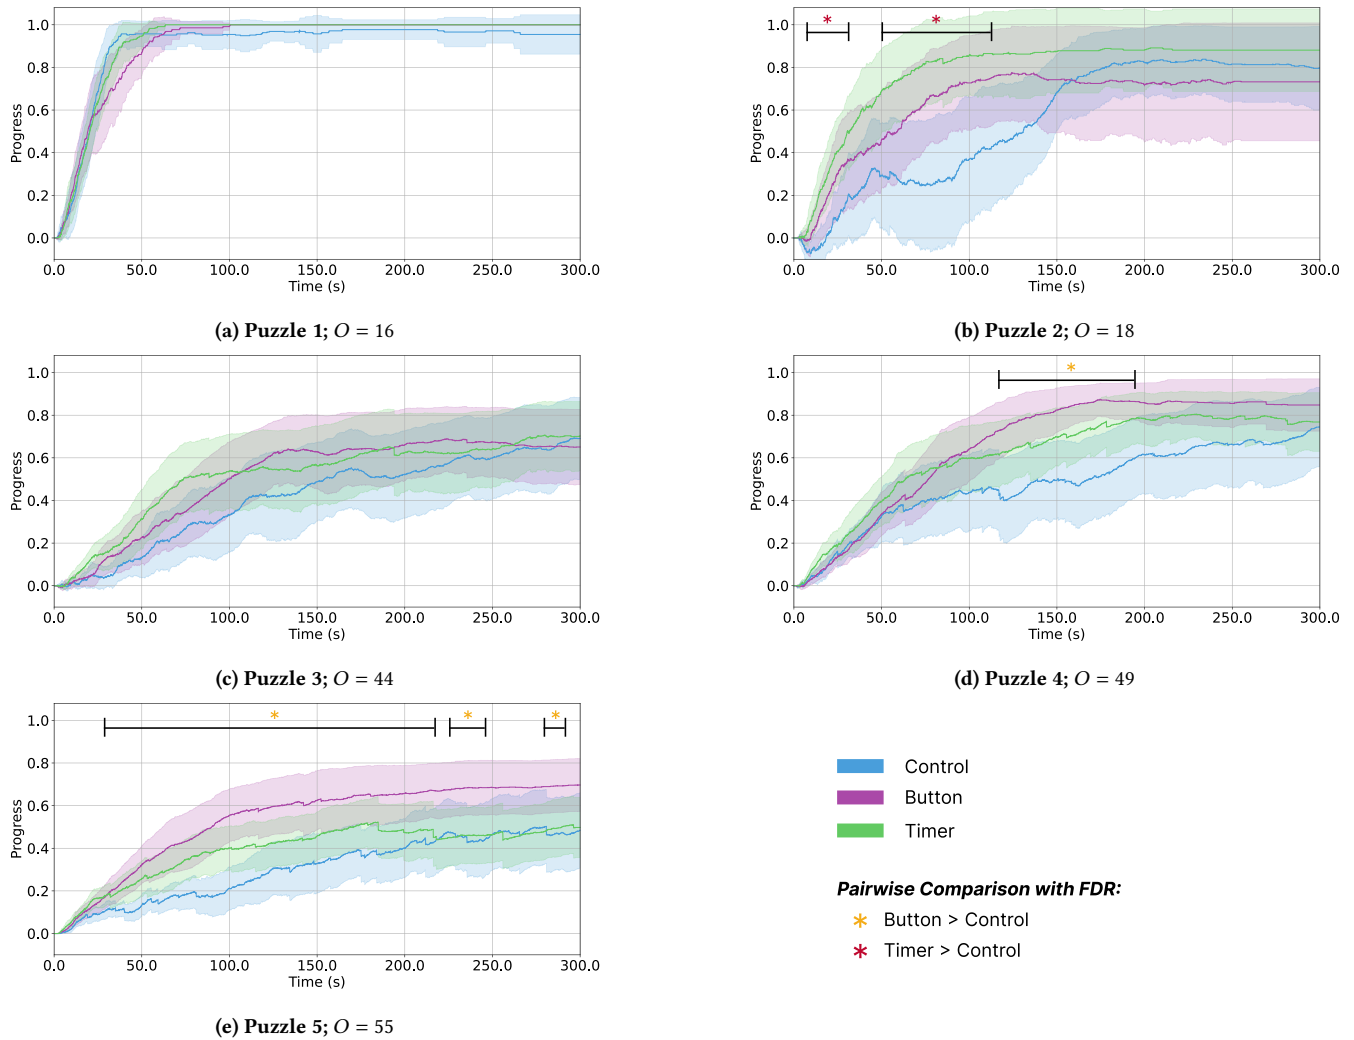 1.0
0.8
0.6
0.4
0.2
0.0
Progress
0.0 50.0 100.0 150.0 200.0 250.0 300.0
Time (s)
(a) Puzzle 1; O = 16
*
*
1.0
0.8
0.6
0.4
0.2
0.0
Progress
0.0 50.0 100.0 150.0 200.0 250.0 300.0
Time (s)
(b) Puzzle 2; O = 18
1.0
0.8
0.6
0.4
0.2
0.0
Progress
0.0 50.0 100.0 150.0 200.0 250.0 300.0
Time (s)
(c) Puzzle 3; O = 44
*
1.0
0.8
0.6
0.4
0.2
0.0
Progress
0.0 50.0 100.0 150.0 200.0 250.0 300.0
Time (s)
(d) Puzzle 4; O = 49
*
*
*
1.0
0.8
0.6
0.4
0.2
0.0
Progress
0.0 50.0 100.0 150.0 200.0 250.0 300.0
Time (s)
(e) Puzzle 5; O = 55
Control
Button
Timer
Pairwise Comparison with FDR:
* Button > Control
* Timer > Control